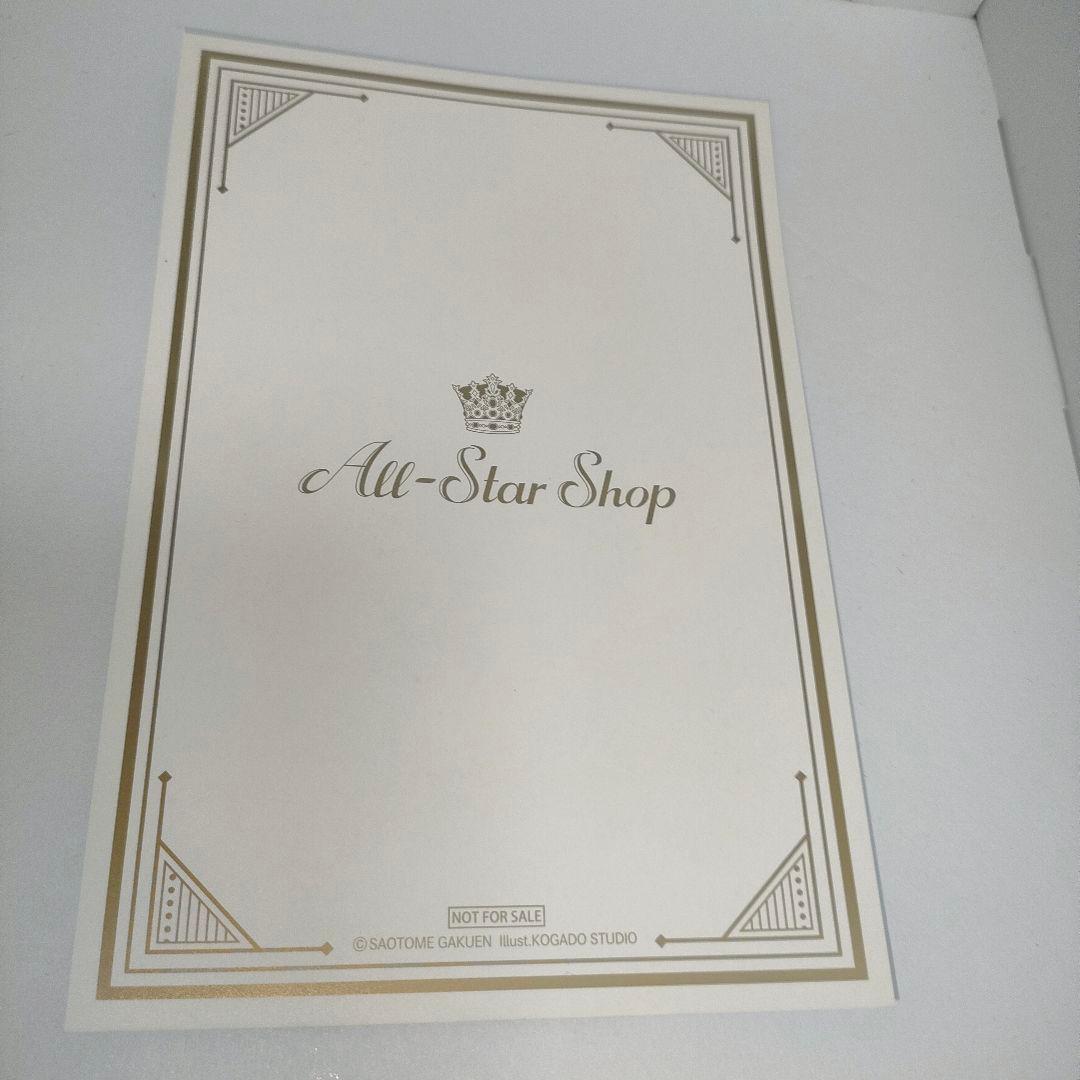 All-Star Shop
NOT FOR SALE
©SAOTOME GAKUEN Illust.KOGADO STUDIO